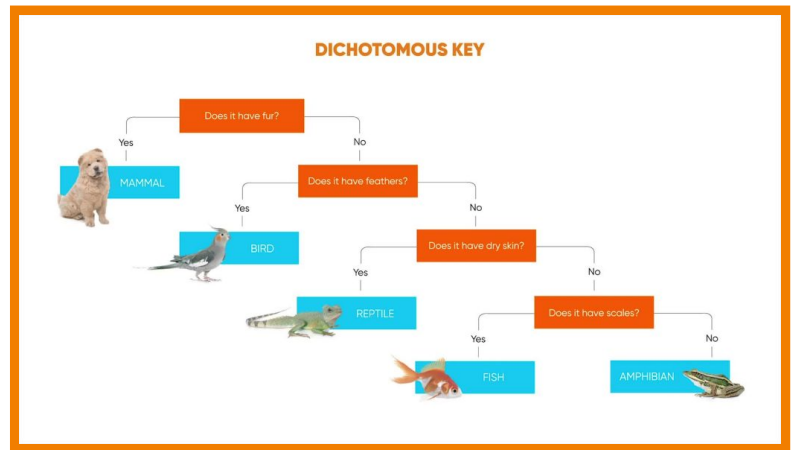 DICHOTOMOUS KEY
Does it have fur?
Yes
No
MAMMAL
Does it have feathers?
Yes
No
BIRD
Does it have dry skin?
Yes
No
REPTILE
Does it have scales?
Yes
No
FISH
AMPHIBIAN